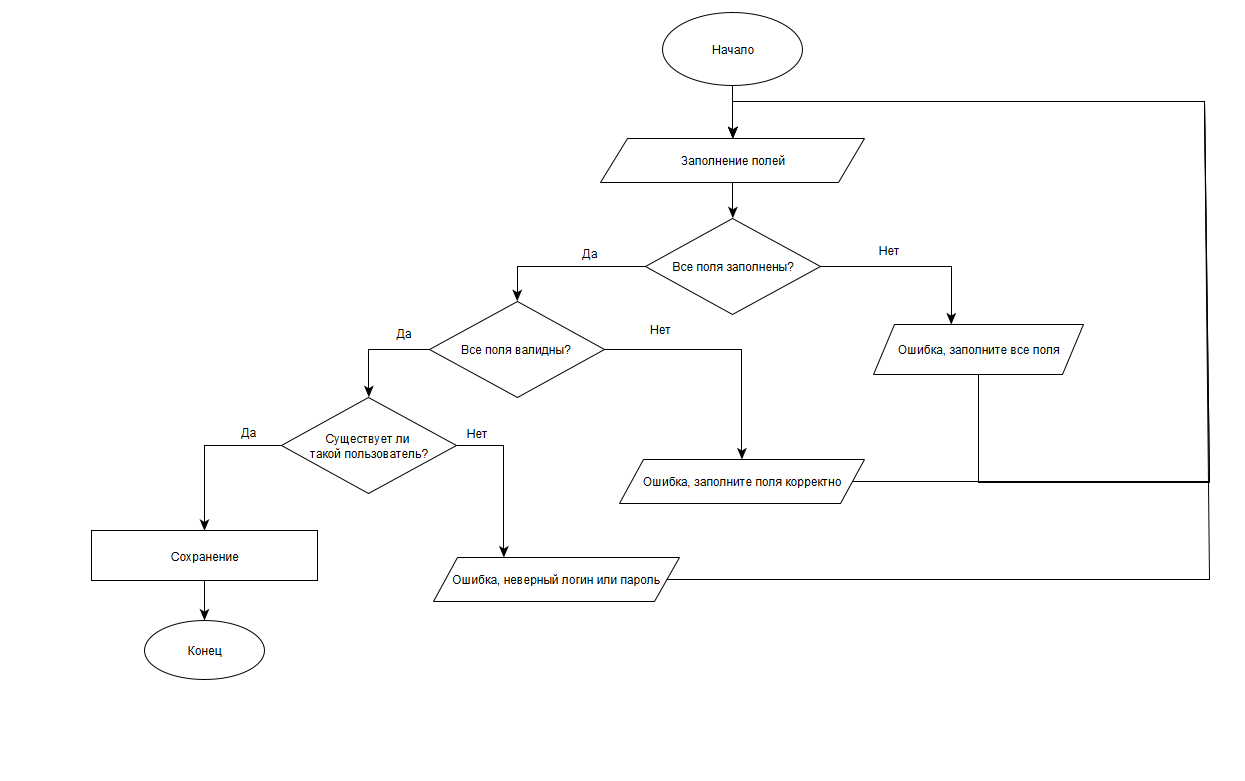 Начало
Заполнение полей
Все поля заполнены?
Да
Нет
Все поля валидны?
Да
Нет
Ошибка, заполните все поля
Существует ли
такой пользователь?
Да
Нет
Ошибка, заполните поля корректно
Сохранение
Ошибка, неверный логин или пароль
Конец